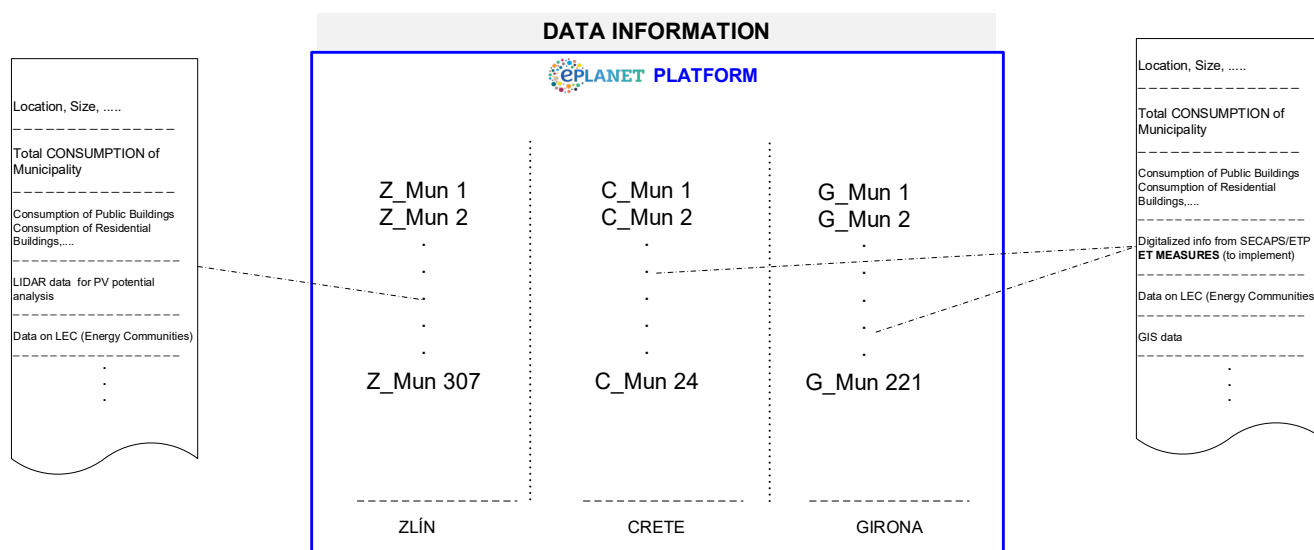 DATA INFORMATION
ePLANET PLATFORM
Location, Size, .....
Total CONSUMPTION of
Municipality
Consumption of Public Buildings
Consumption of Residential
Buildings,....
LIDAR data for PV potential
analysis
Data on LEC (Energy Communities)
Z_Mun 1
Z_Mun 2
Z_Mun 307
ZLÍN
C_Mun 1
C_Mun 2
C_Mun 24
CRETE
G_Mun 1
G_Mun 2
G_Mun 221
GIRONA
Location, Size, .....
Total CONSUMPTION of
Municipality
Consumption of Public Buildings
Consumption of Residential
Buildings,....
Digitalized info from SECAPS/ETP
ET MEASURES (to implement)
Data on LEC (Energy Communities
GIS data